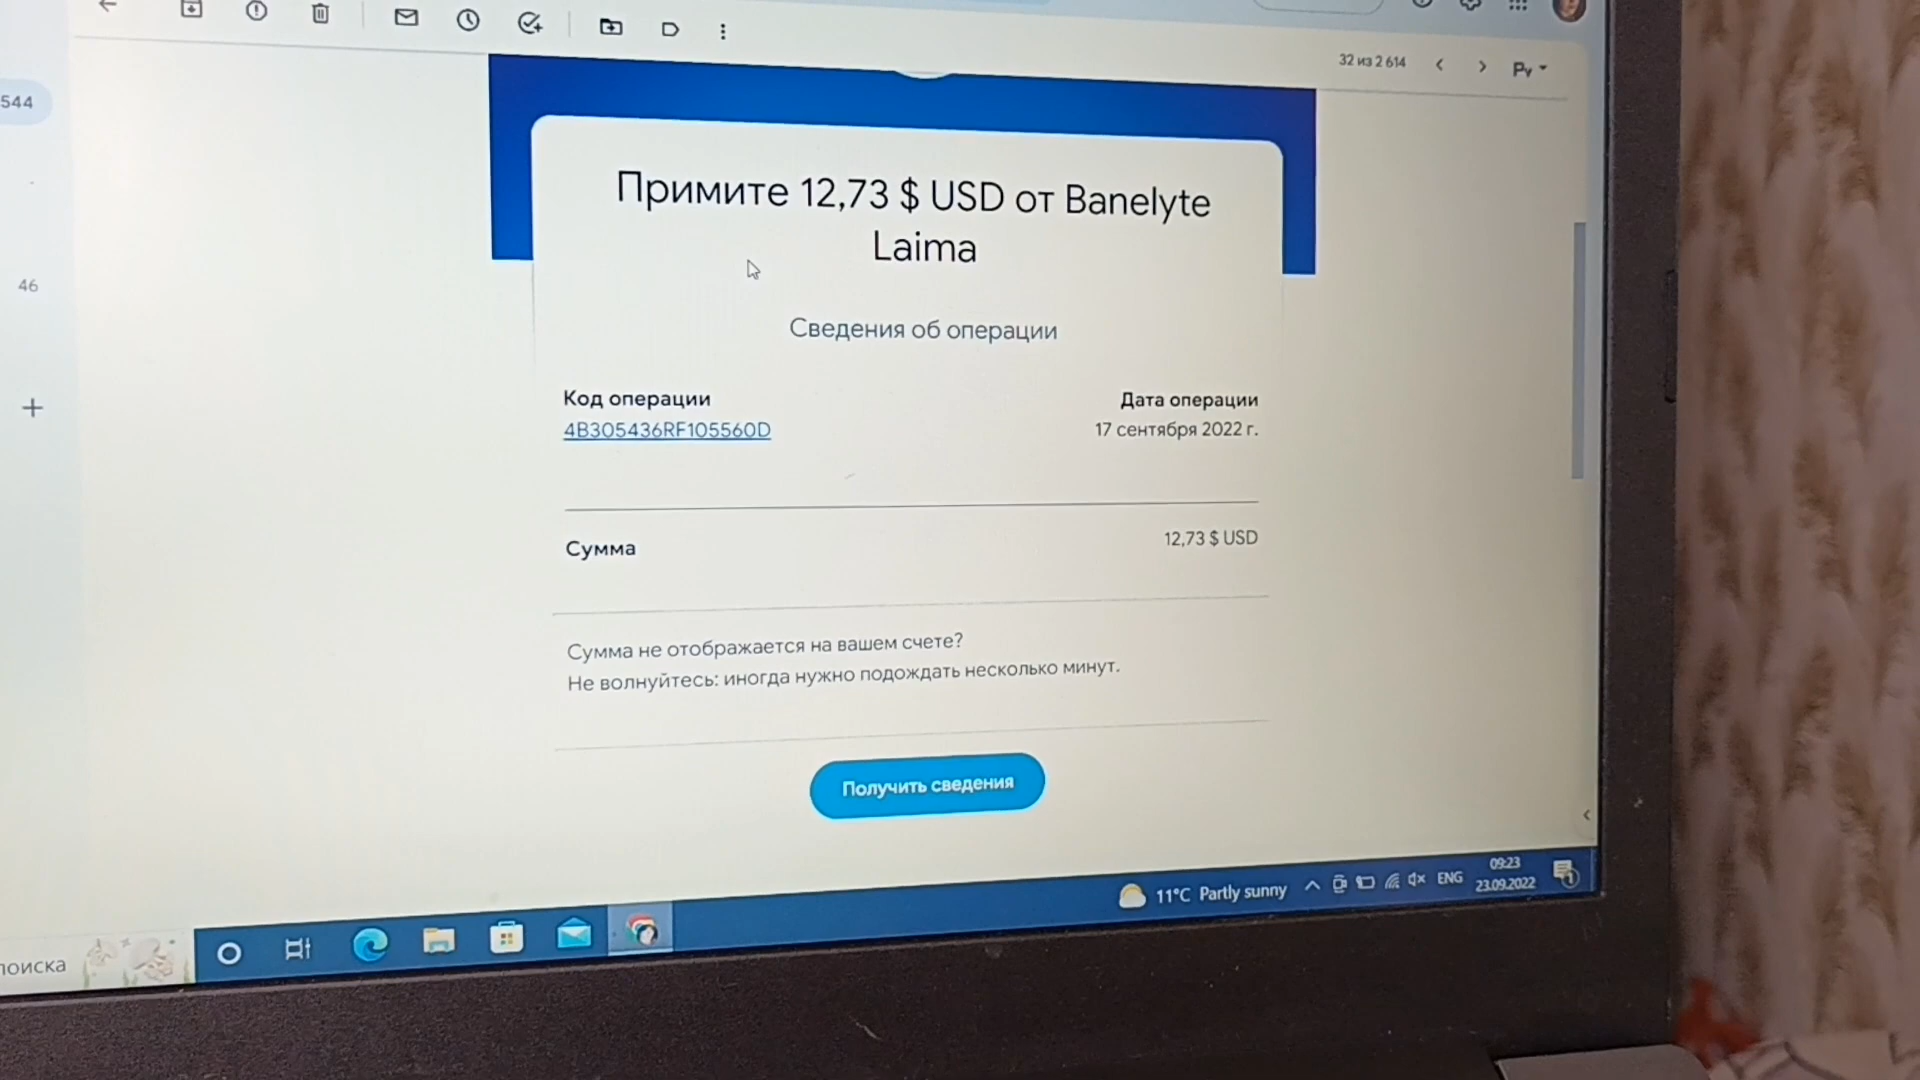 32 из 2 614
Ру
544
46
Примите 12,73 $ USD от Banelyte
Laima
Сведения об операции
Код операции
Дата операции
4B305436RF105560D
17 сентября 2022 г.
Сумма
12,73 $ USD
Сумма не отображается на вашем счете?
Не волнуйтесь: иногда нужно подождать несколько минут.
Получить сведения
поиска
11°C Partly sunny
ENG
09:23
23.09.2022
1